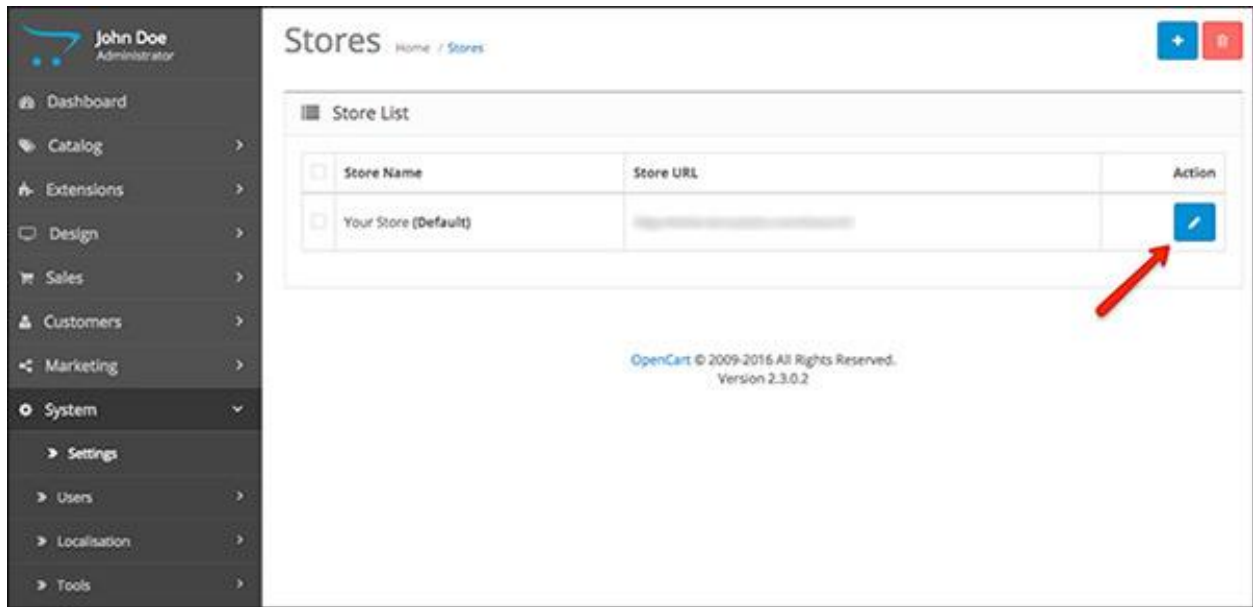 John Doe
Administrator
Dashboard
Catalog
Extensions
Design
Sales
Customers
Marketing
System
Settings
Users
Localisation
Tools
Stores Home / Stores
Store List
Store Name Store URL Action
Your Store (Default)
OpenCart © 2009-2016 All Rights Reserved.
Version 2.3.0.2